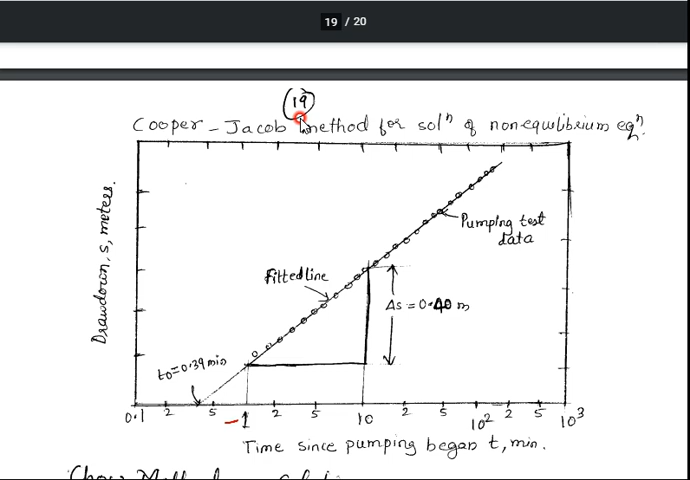 19 / 20
19
Cooper - Jacob method for solⁿ of nonequilibrium eqⁿ.
Drawdown, s, meters.
Pumping test
data
Fitted line
Δs = 0.40 m
t0 = 0.39 min
0.1 2 5 1 2 5 10 2 5 10² 2 5 10³
Time since pumping began t, min.